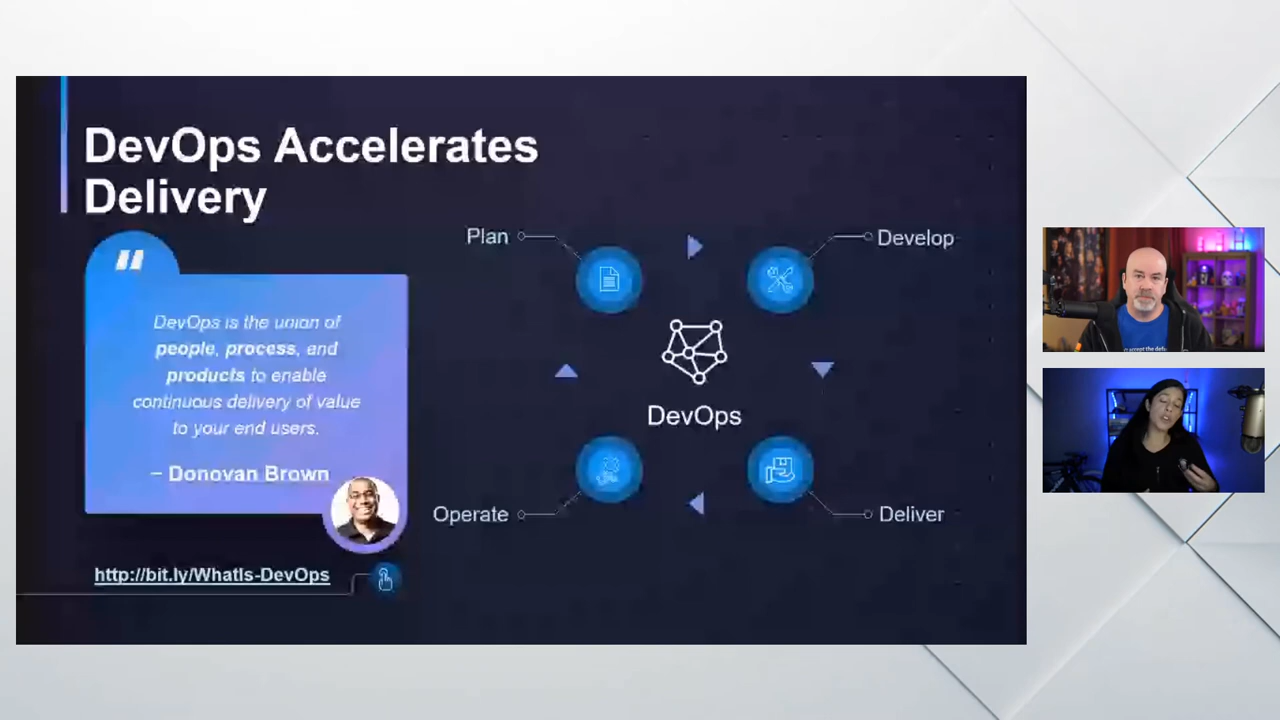 DevOps Accelerates
Delivery
"
DevOps is the union of
people, process, and
products to enable
continuous delivery of value
to your end users.
– Donovan Brown
http://bit.ly/WhatIs-DevOps
Plan
Develop
DevOps
Operate
Deliver